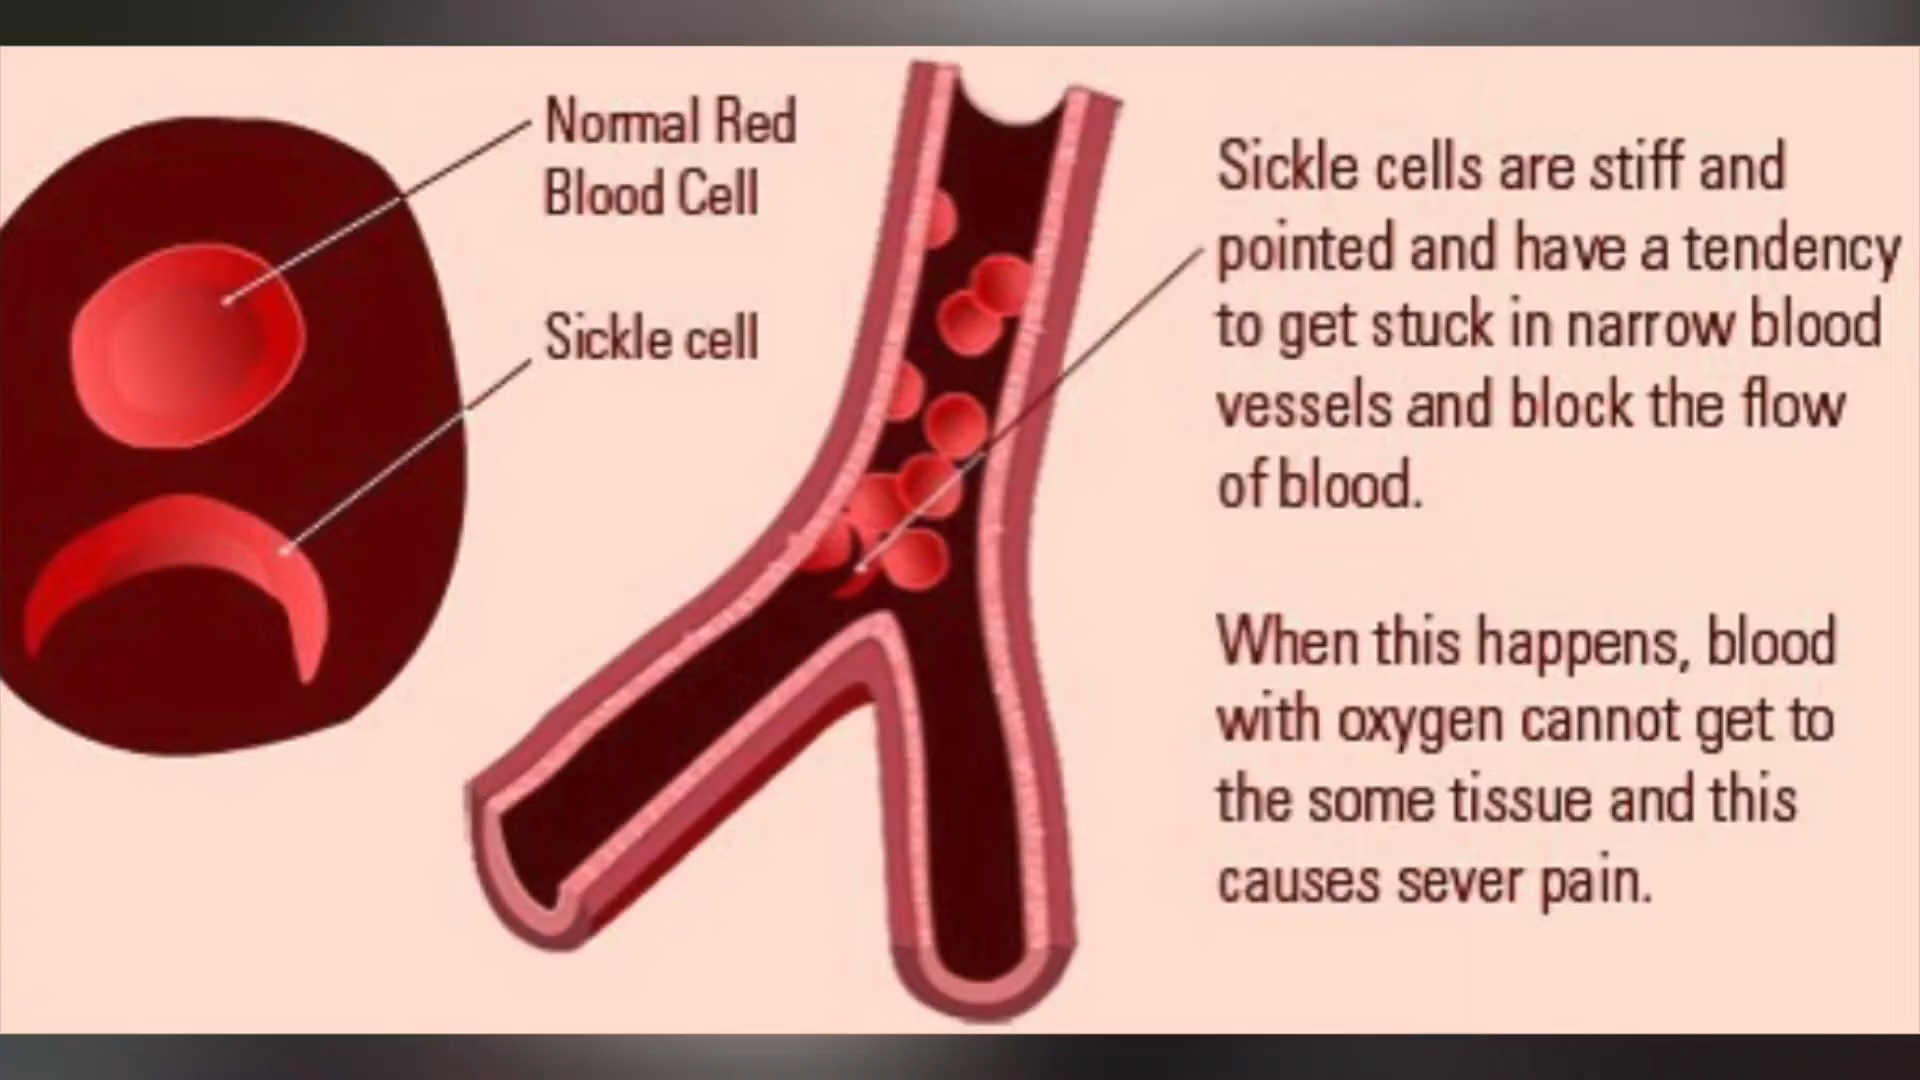 Normal Red
Blood Cell
Sickle cell
Sickle cells are stiff and
pointed and have a tendency
to get stuck in narrow blood
vessels and block the flow
of blood.
When this happens, blood
with oxygen cannot get to
the some tissue and this
causes sever pain.